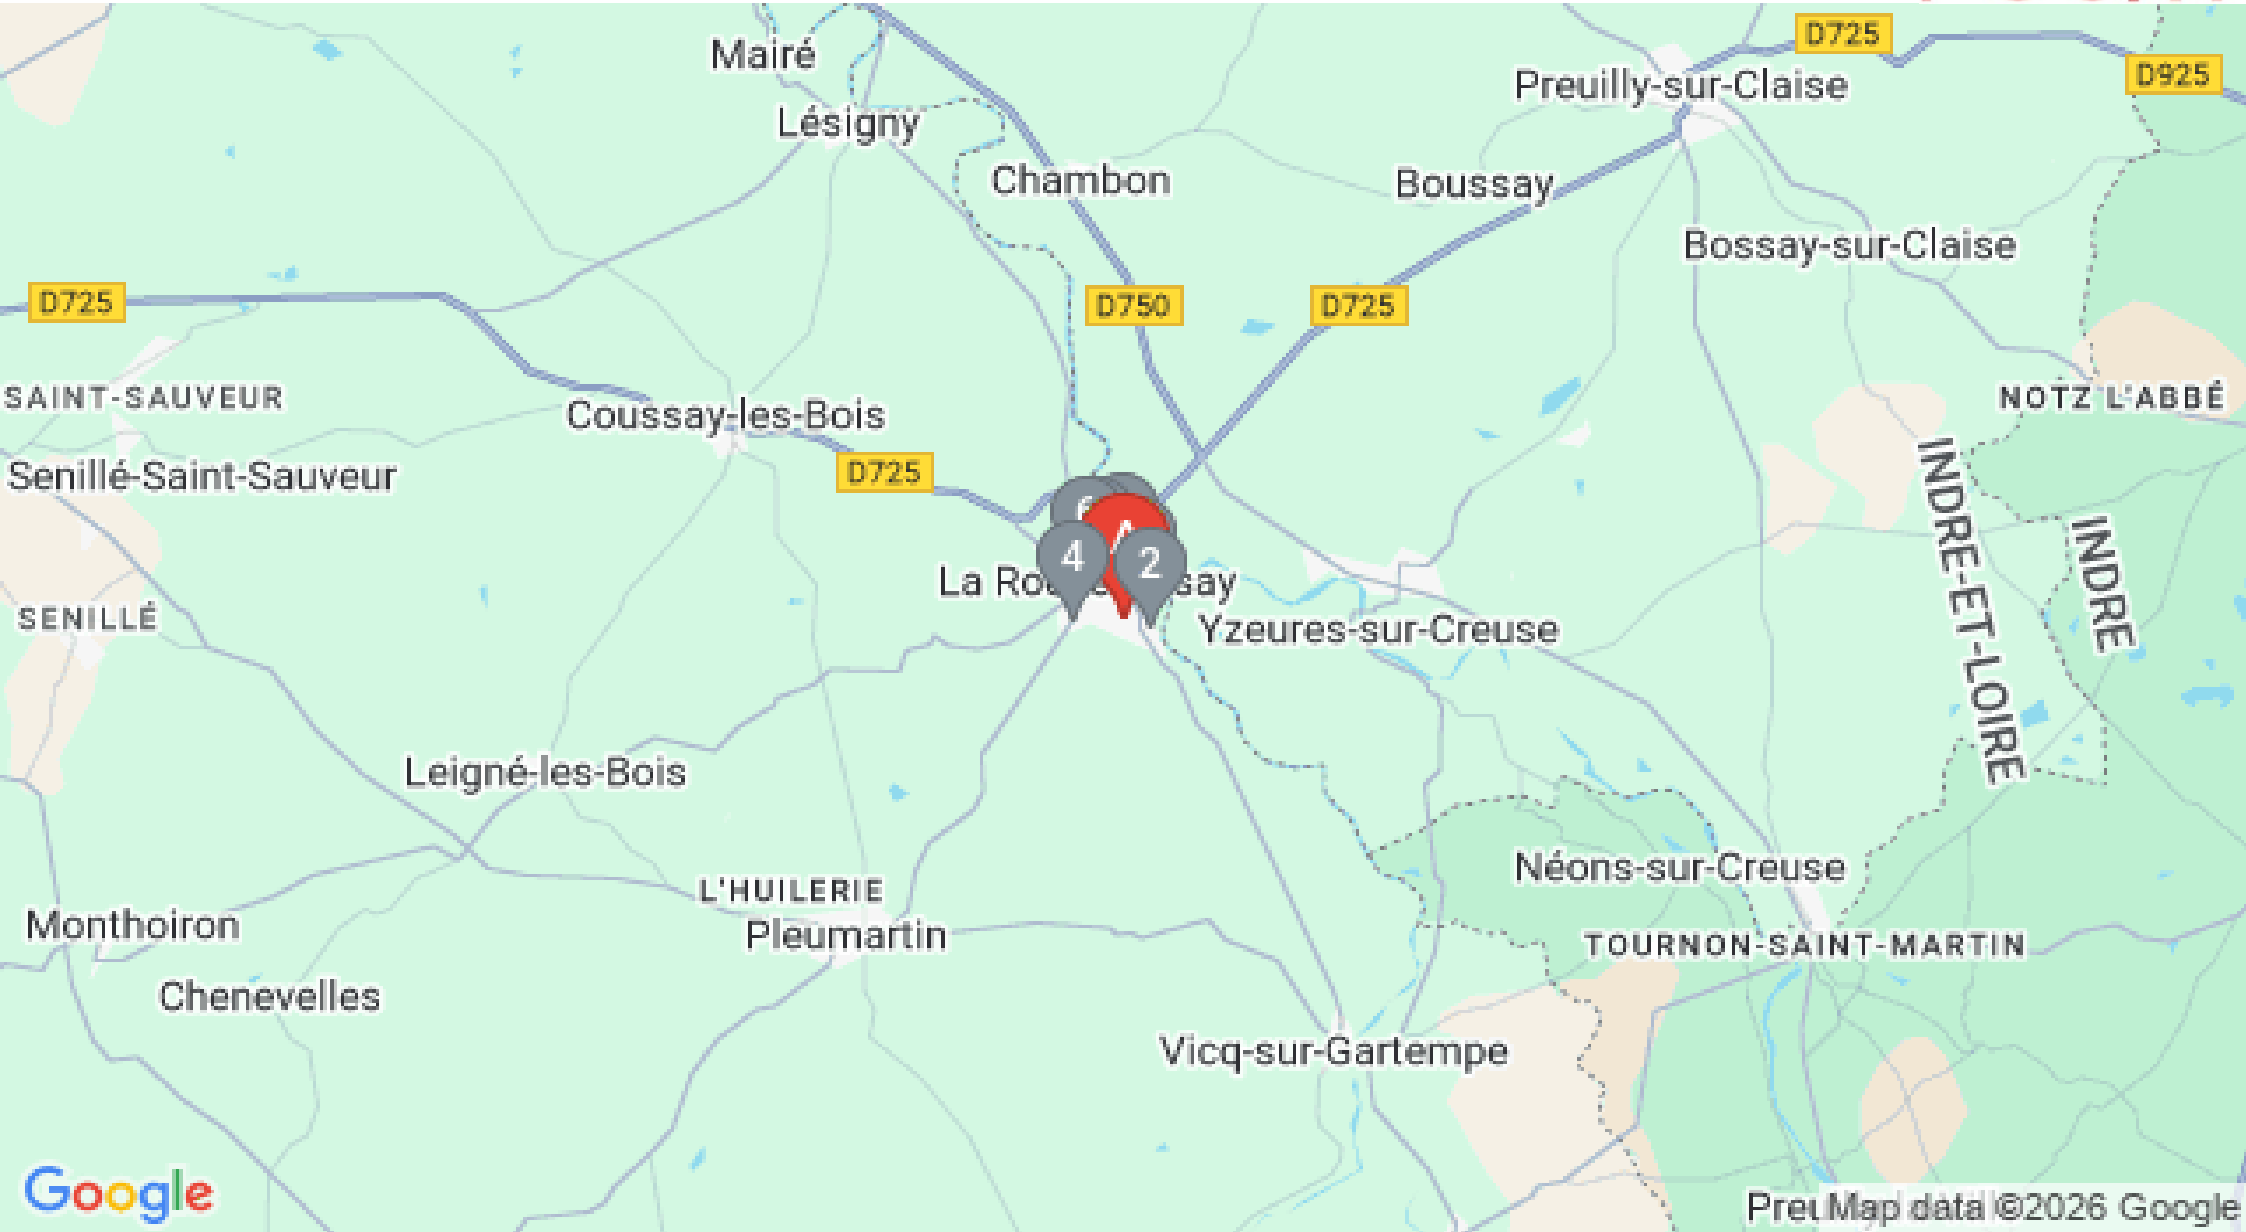 Mairé
D725
D925
Preuilly-sur-Claise
Lésigny
Chambon
Boussay
Bossay-sur-Claise
D725
D750
D725
SAINT-SAUVEUR
NOTZ L'ABBÉ
Coussay-les-Bois
D725
Senillé-Saint-Sauveur
INDRE-ET-LOIRE
INDRE
4
2
SENILLÉ
Yzeures-sur-Creuse
Leigné-les-Bois
Néons-sur-Creuse
L'HUILERIE
Monthoiron
Pleumartin
TOURNON-SAINT-MARTIN
Chenevelles
Vicq-sur-Gartempe
Google
Map data ©2026 Google